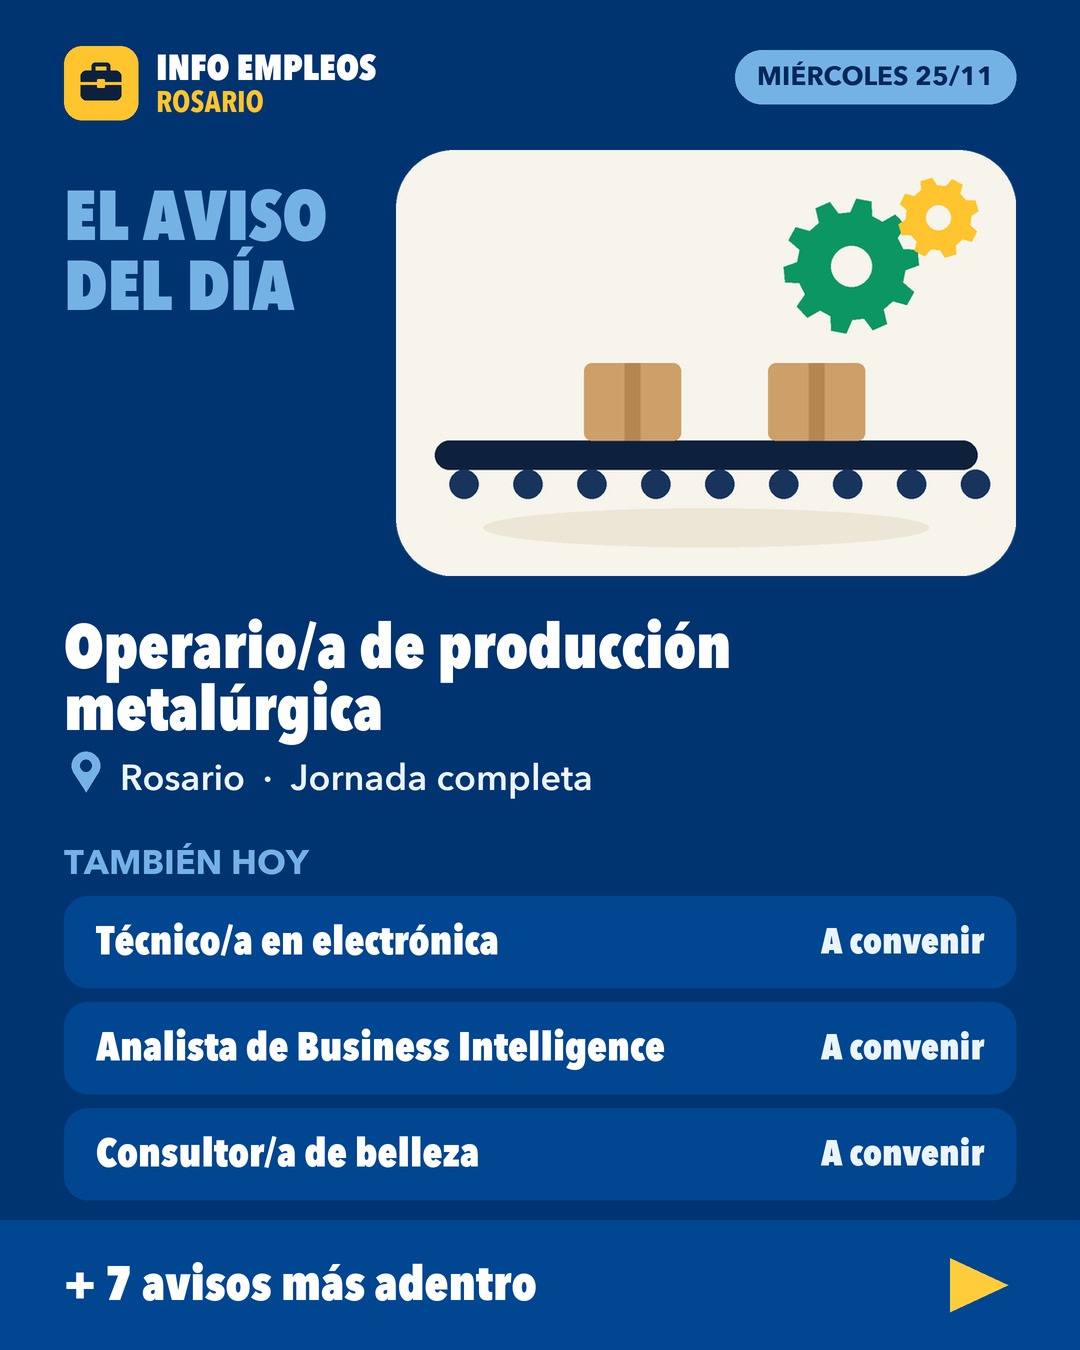 INFO EMPLEOS
ROSARIO
MIÉRCOLES 25/11
EL AVISO
DEL DÍA
Operario/a de producción
metalúrgica
Rosario · Jornada completa
TAMBIÉN HOY
Técnico/a en electrónica
A convenir
Analista de Business Intelligence
A convenir
Consultor/a de belleza
A convenir
+ 7 avisos más adentro